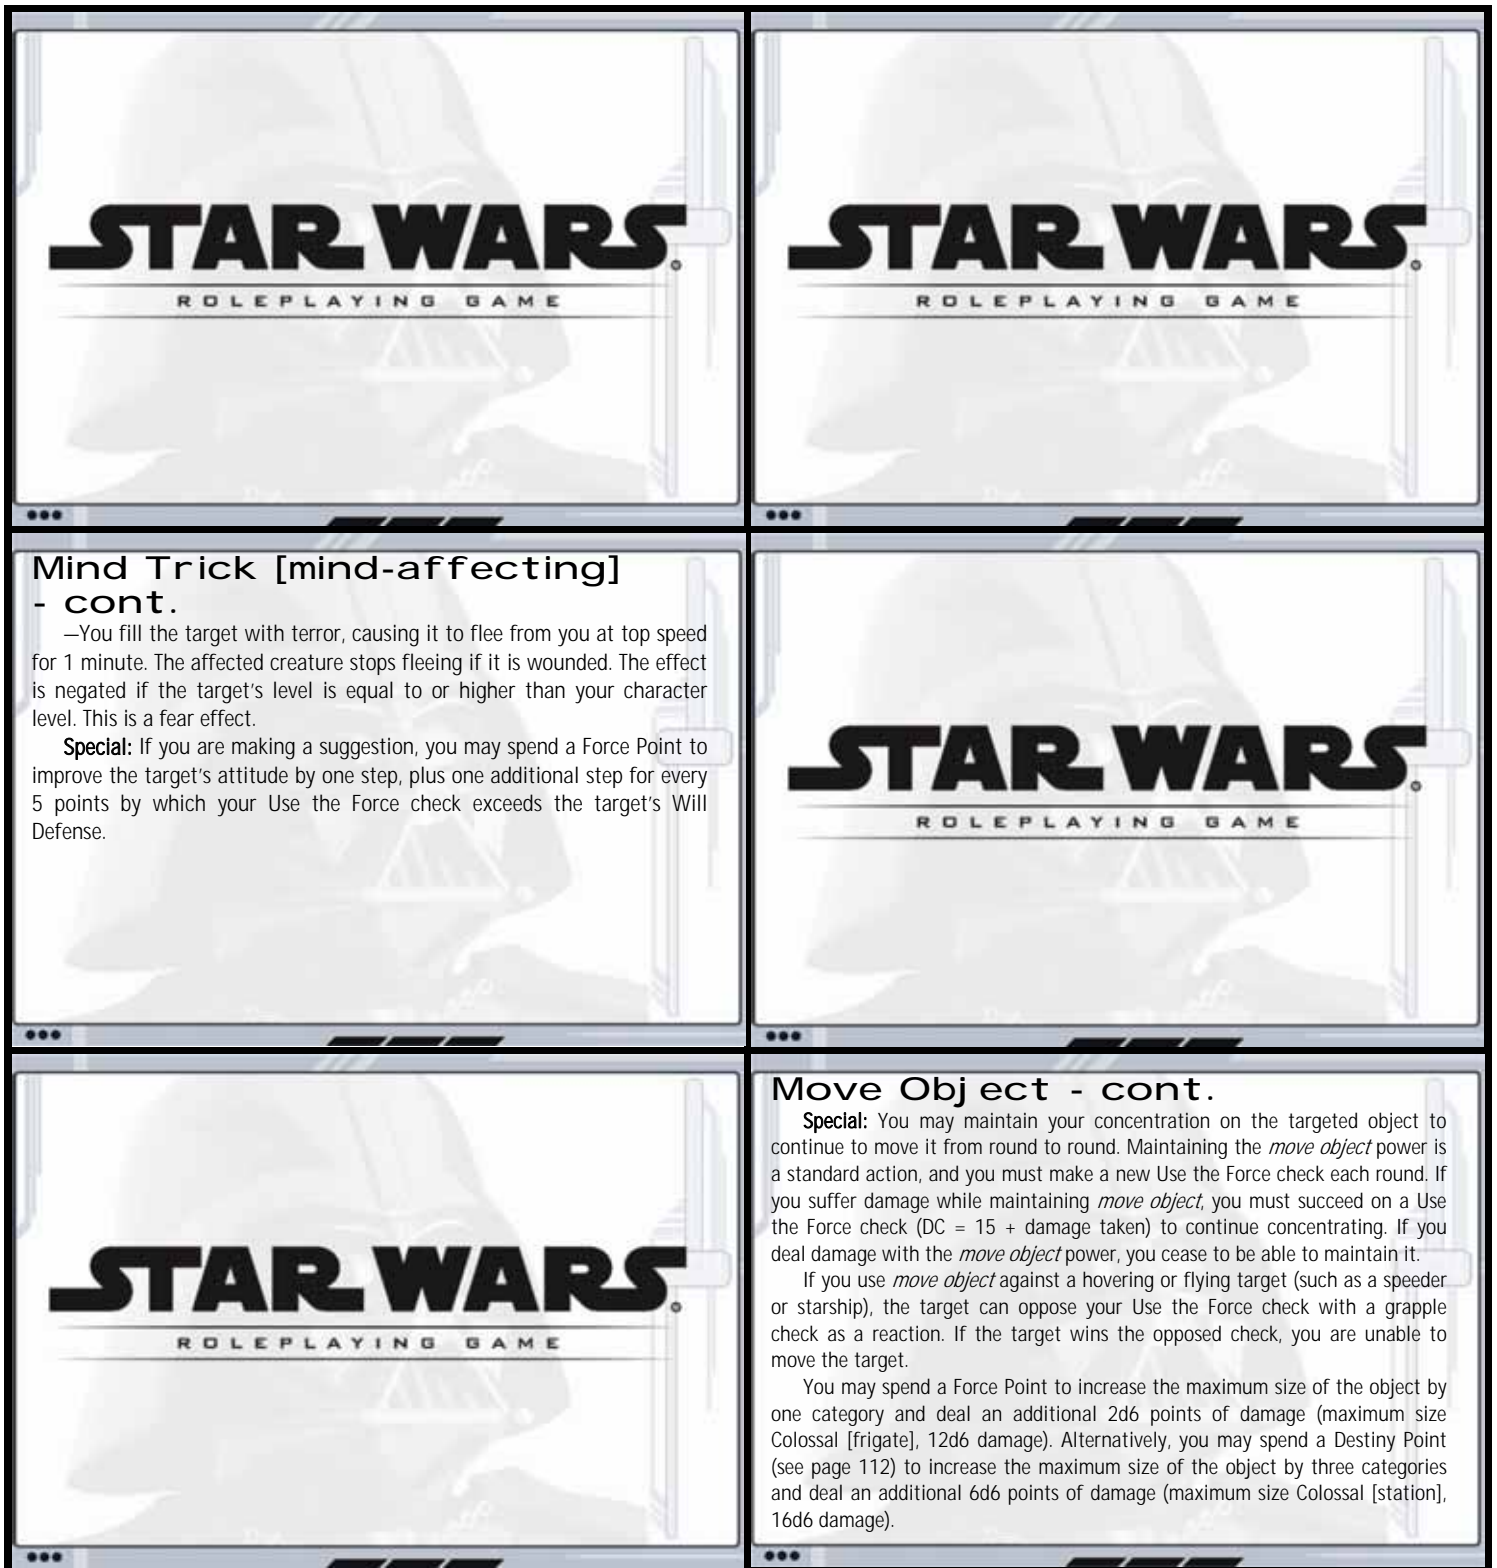 STAR WARS®
ROLEPLAYING GAME
STAR WARS®
ROLEPLAYING GAME
Mind Trick [mind-affecting]
- cont.
—You fill the target with terror, causing it to flee from you at top speed
for 1 minute. The affected creature stops fleeing if it is wounded. The effect
is negated if the target's level is equal to or higher than your character
level. This is a fear effect.
Special: If you are making a suggestion, you may spend a Force Point to
improve the target's attitude by one step, plus one additional step for every
5 points by which your Use the Force check exceeds the target's Will
Defense.
STAR WARS®
ROLEPLAYING GAME
STAR WARS®
ROLEPLAYING GAME
Move Object - cont.
Special: You may maintain your concentration on the targeted object to
continue to move it from round to round. Maintaining the move object power is
a standard action, and you must make a new Use the Force check each round. If
you suffer damage while maintaining move object, you must succeed on a Use
the Force check (DC = 15 + damage taken) to continue concentrating. If you
deal damage with the move object power, you cease to be able to maintain it.
If you use move object against a hovering or flying target (such as a speeder
or starship), the target can oppose your Use the Force check with a grapple
check as a reaction. If the target wins the opposed check, you are unable to
move the target.
You may spend a Force Point to increase the maximum size of the object by
one category and deal an additional 2d6 points of damage (maximum size
Colossal [frigate], 12d6 damage). Alternatively, you may spend a Destiny Point
(see page 112) to increase the maximum size of the object by three categories
and deal an additional 6d6 points of damage (maximum size Colossal [station],
16d6 damage).